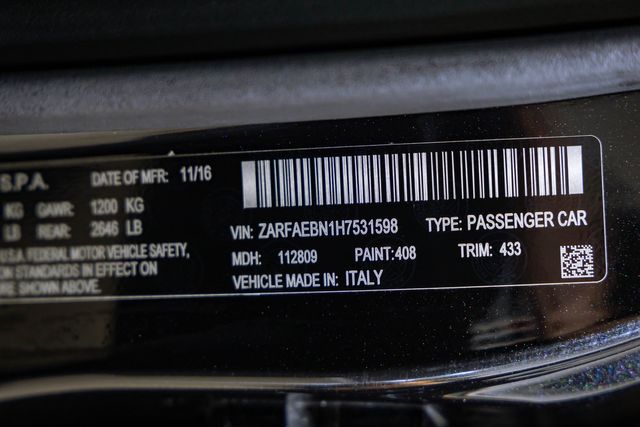 S.P.A. DATE OF MFR: 11/16
KG GAWR: 1200 KG
LB REAR: 2646 LB
U.S.A. FEDERAL MOTOR VEHICLE SAFETY,
ON STANDARDS IN EFFECT ON
RE SHOWN ABOVE.
VIN: ZARFAEBN1H7531598 TYPE: PASSENGER CAR
MDH: 112809 PAINT:408 TRIM: 433
VEHICLE MADE IN: ITALY